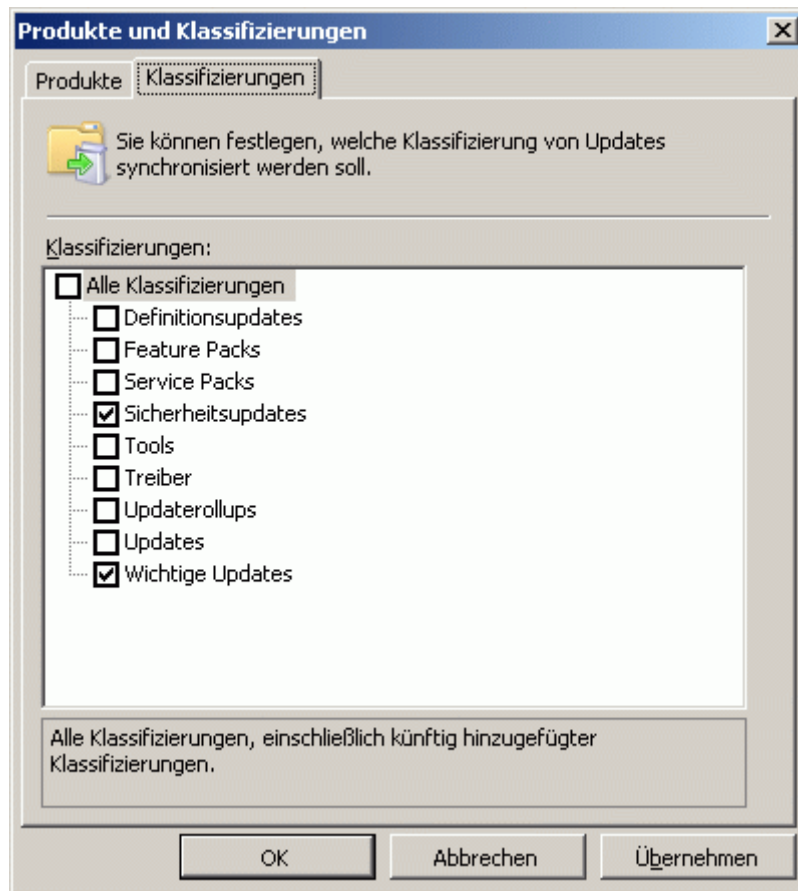 Produkte und Klassifizierungen
Produkte
Klassifizierungen
Sie können festlegen, welche Klassifizierung von Updates
synchronisiert werden soll.
Klassifizierungen:
Alle Klassifizierungen
Definitionsupdates
Feature Packs
Service Packs
Sicherheitsupdates
Tools
Treiber
Updaterollups
Updates
Wichtige Updates
Alle Klassifizierungen, einschließlich künftig hinzugefügter
Klassifizierungen.
OK
Abbrechen
Übernehmen